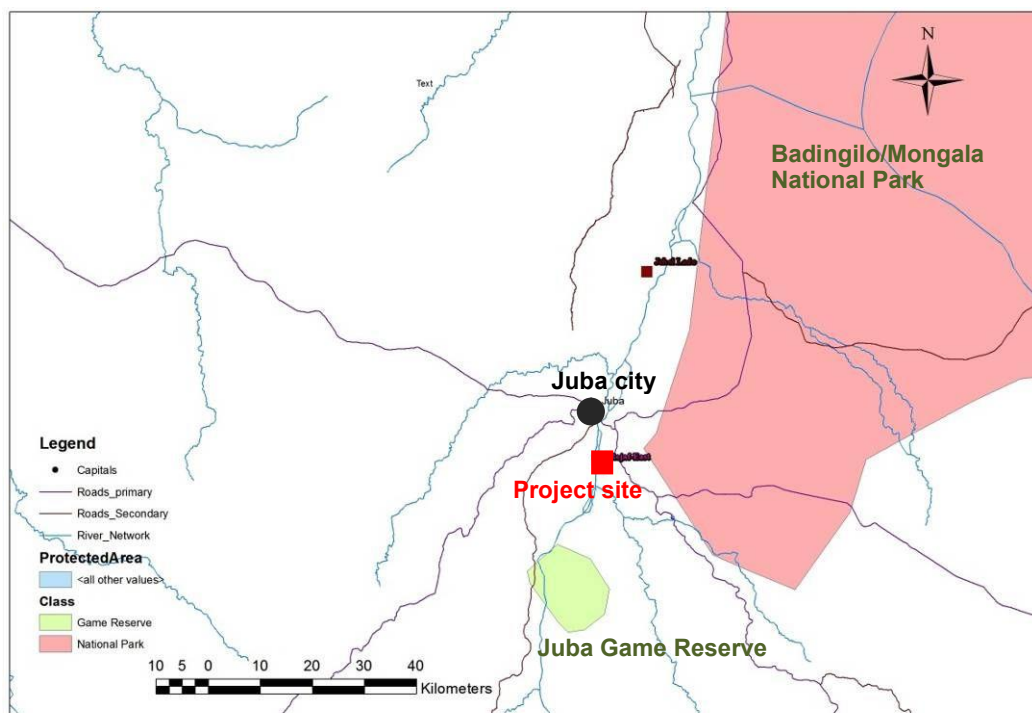 N
Text
Badingilo/Mongala
National Park
Juba city
Juba
Project site
Juba Game Reserve
Legend
Capitals
Roads_primary
Roads_Secondary
River_Network
ProtectedArea
<all other values>
Class
Game Reserve
National Park
10 5 0 10 20 30 40
Kilometers